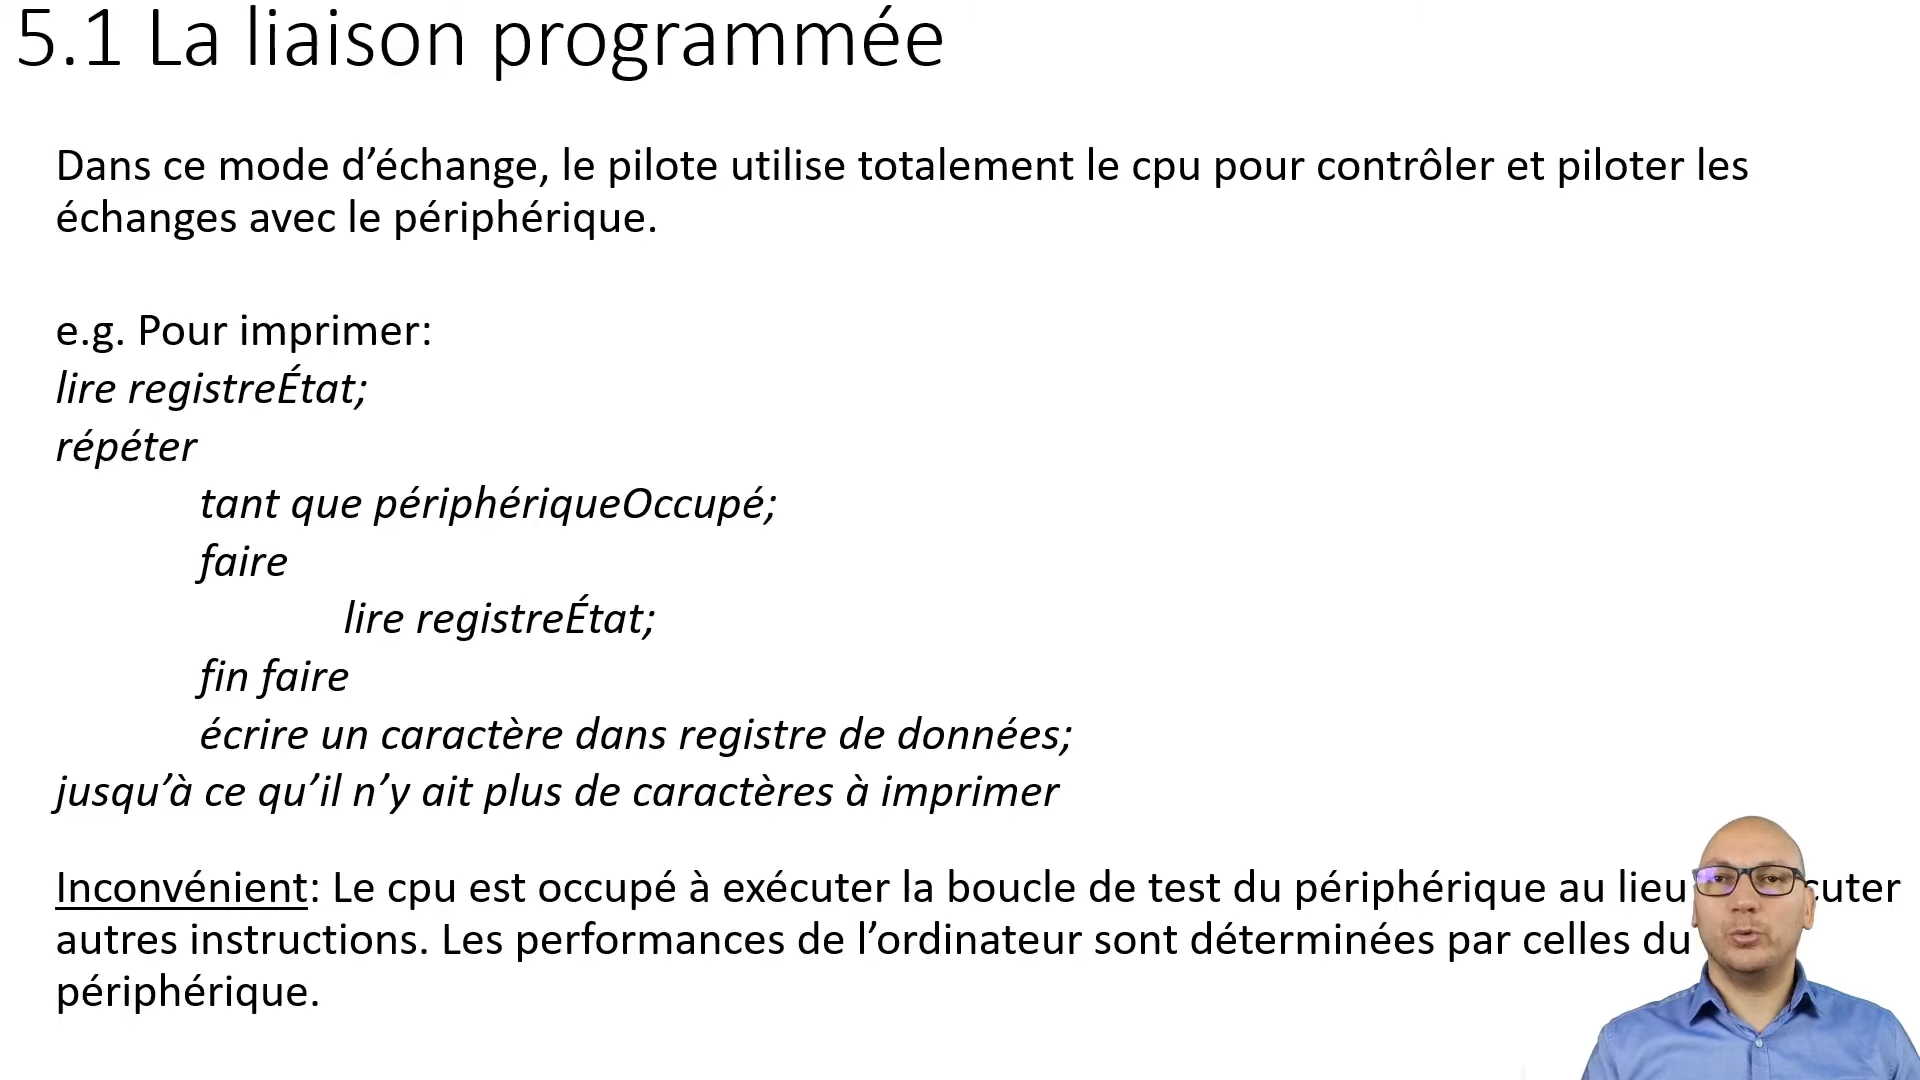 5.1 La liaison programmée
Dans ce mode d’échange, le pilote utilise totalement le cpu pour contrôler et piloter les
échanges avec le périphérique.
e.g. Pour imprimer:
lire registreÉtat;
répéter
tant que périphériqueOccupé;
faire
lire registreÉtat;
fin faire
écrire un caractère dans registre de données;
jusqu’à ce qu’il n’y ait plus de caractères à imprimer
Inconvénient: Le cpu est occupé à exécuter la boucle de test du périphérique au lieu
autres instructions. Les performances de l’ordinateur sont déterminées par celles du
périphérique.